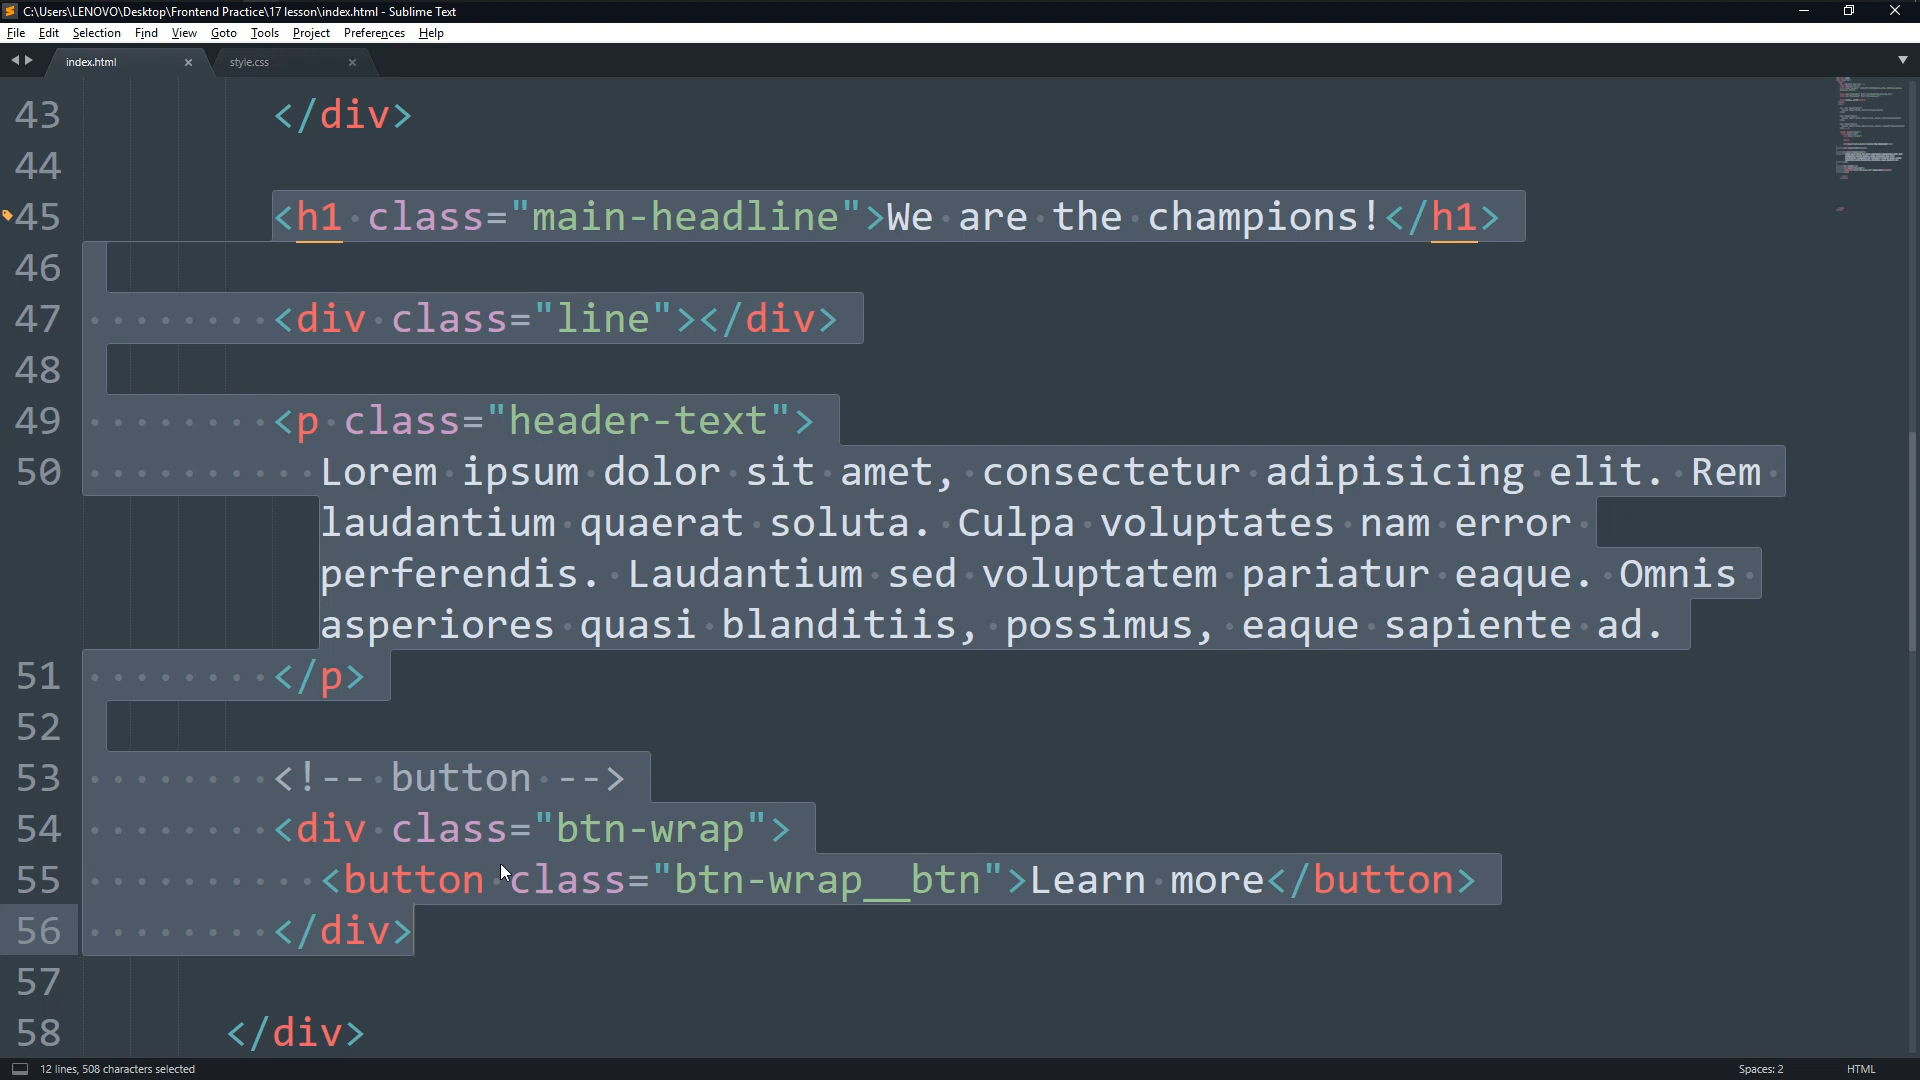 C:\Users\LENOVO\Desktop\Frontend Practice\17 lesson\index.html - Sublime Text
File Edit Selection Find View Goto Tools Project Preferences Help
index.html style.css
43 </div>
44
45 <h1 class="main-headline">We are the champions!</h1>
46
47 <div class="line"></div>
48
49 <p class="header-text">
50 Lorem ipsum dolor sit amet, consectetur adipisicing elit. Rem
laudantium quaerat soluta. Culpa voluptates nam error
perferendis. Laudantium sed voluptatem pariatur eaque. Omnis
asperiores quasi blanditiis, possimus, eaque sapiente ad.
51 </p>
52
53 <!-- button -->
54 <div class="btn-wrap">
55 <button class="btn-wrap__btn">Learn more</button>
56 </div>
57
58 </div>
12 lines, 508 characters selected Spaces: 2 HTML